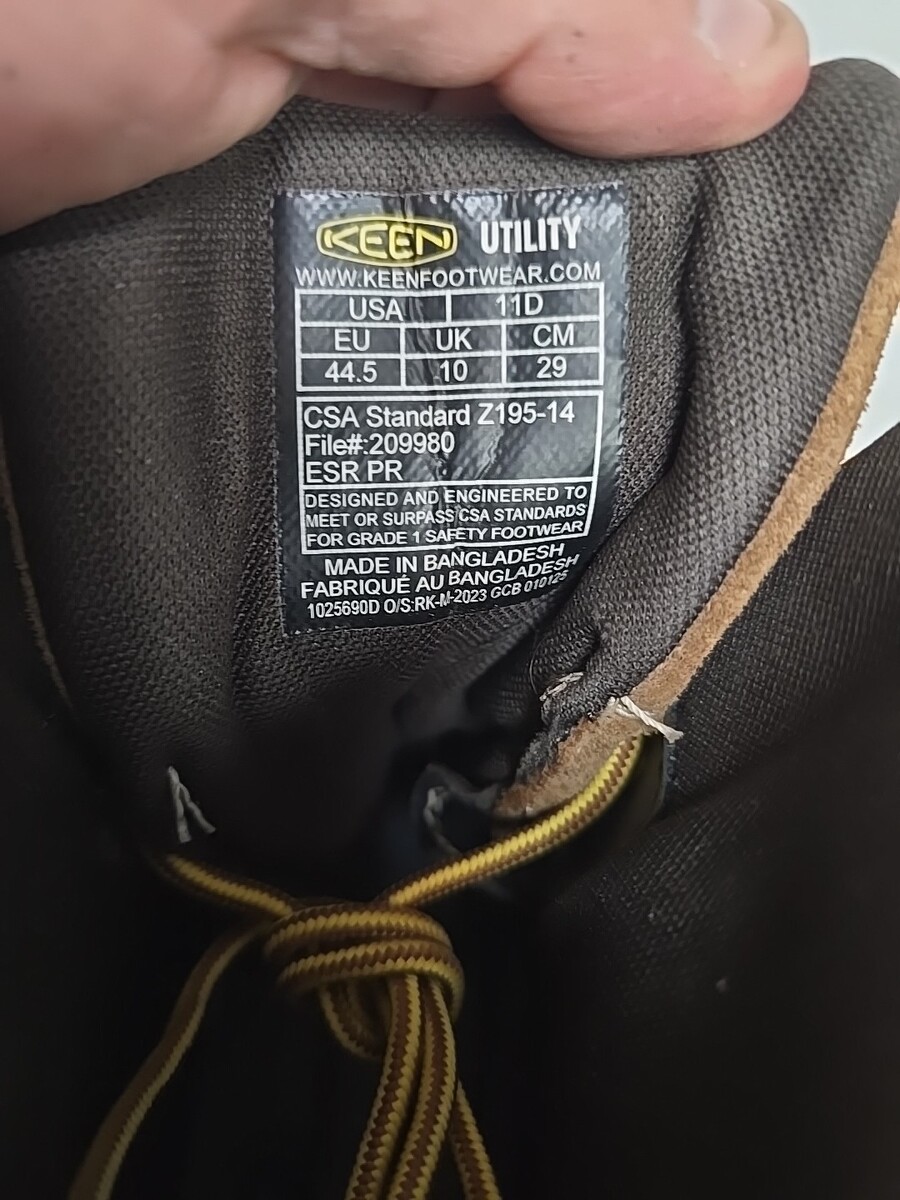 KEEN UTILITY
WWW.KEENFOOTWEAR.COM
USA 11D
EU UK CM
44.5 10 29
CSA Standard Z195-14
File#:209980
ESR PR
DESIGNED AND ENGINEERED TO
MEET OR SURPASS CSA STANDARDS
FOR GRADE 1 SAFETY FOOTWEAR
MADE IN BANGLADESH
FABRIQUÉ AU BANGLADESH
1025690D O/S:RK-M-2023 GCB 010125